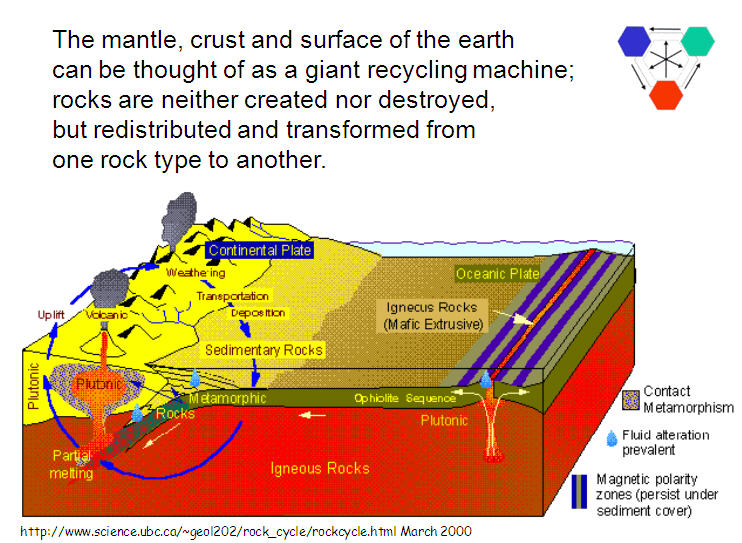 The mantle, crust and surface of the earth
can be thought of as a giant recycling machine;
rocks are neither created nor destroyed,
but redistributed and transformed from
one rock type to another.
Continental Plate
Weathering
Oceanic Plate
Transportation
Uplift
Volcanic
Deposition
Igneous Rocks
(Mafic Extrusive)
Sedimentary Rocks
Plutonic
Plutonic
Metamorphic
Ophiolite Sequence
Rocks
Plutonic
Contact
Metamorphism
Partial
melting
Igneous Rocks
Fluid alteration
prevalent
Magnetic polarity
zones (persist under
sediment cover)
http://www.science.ubc.ca/~geol202/rock_cycle/rockcycle.html March 2000